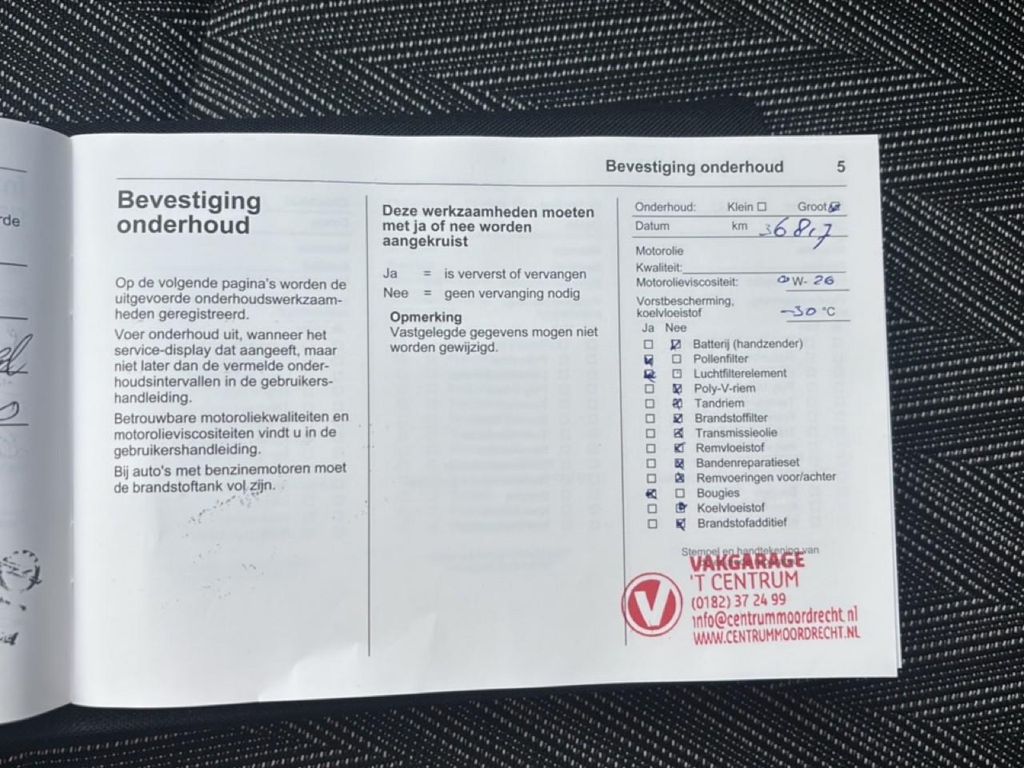 rde
Bevestiging onderhoud 5
Bevestiging
onderhoud
Op de volgende pagina's worden de
uitgevoerde onderhoudswerkzaam-
heden geregistreerd.
Voer onderhoud uit, wanneer het
service-display dat aangeeft, maar
niet later dan de vermelde onder-
houdsintervallen in de gebruikers-
handleiding.
Betrouwbare motoroliekwaliteiten en
motorolieviscositeiten vindt u in de
gebruikershandleiding.
Bij auto's met benzinemotoren moet
de brandstoftank vol zijn.
Deze werkzaamheden moeten
met ja of nee worden
aangekruist
Ja = is ververst of vervangen
Nee = geen vervanging nodig
Opmerking
Vastgelegde gegevens mogen niet
worden gewijzigd.
Onderhoud: Klein Groot
Datum km
Motorolie
Kwaliteit:
Motorolieviscositeit: 0W- 26
Vorstbescherming,
koelvloeistof -30 °C
Ja Nee
Batterij (handzender)
Pollenfilter
Luchtfilterelement
Poly-V-riem
Tandriem
Brandstoffilter
Transmissieolie
Remvloeistof
Bandenreparatieset
Remvoeringen voor/achter
Bougies
Koelvloeistof
Brandstofadditief
Stempel en handtekening van
VAKGARAGE
'T CENTRUM
(0182) 37 24 99
info@centrummoordrecht.nl
WWW.CENTRUMMOORDRECHT.NL